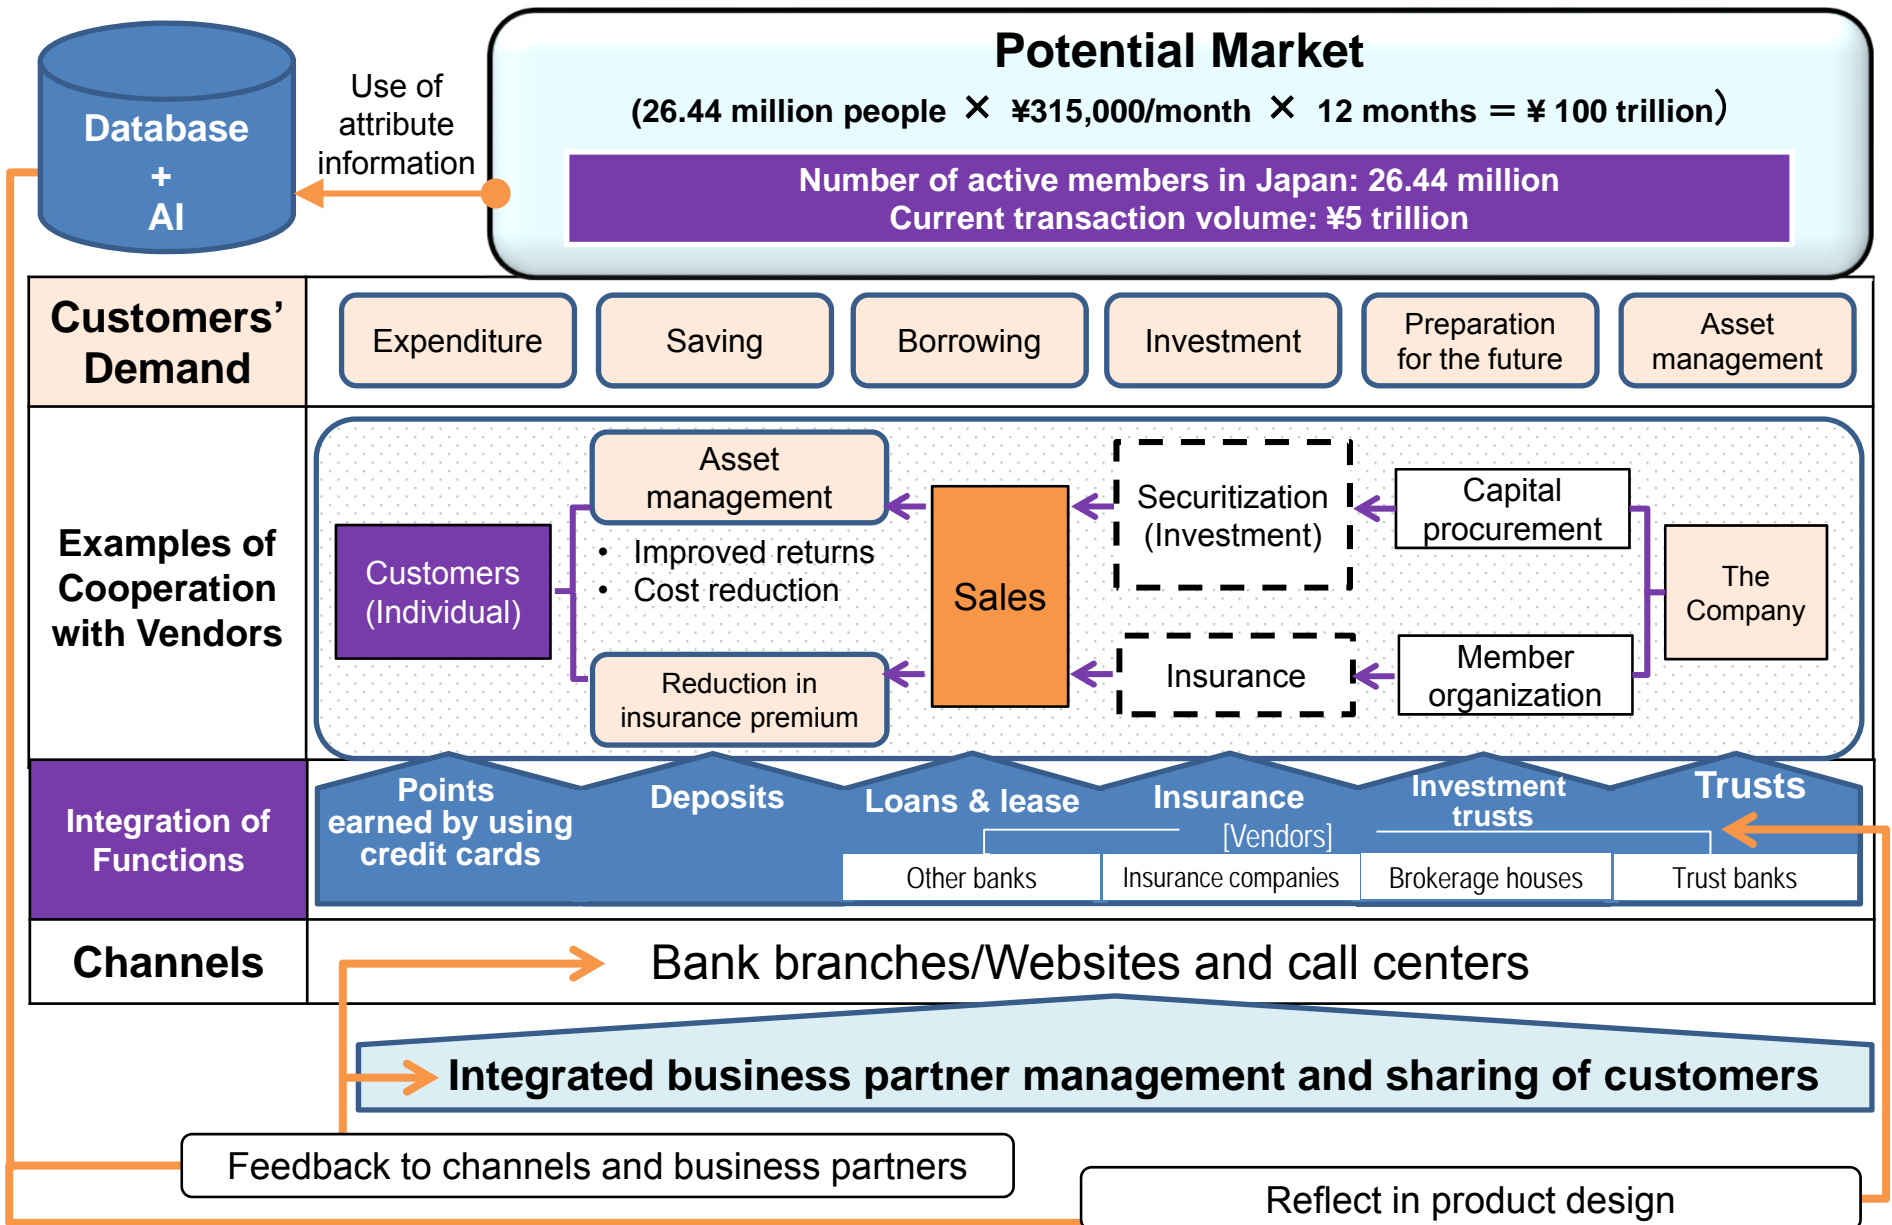 Potential Market
(26.44 million people × ¥315,000/month × 12 months = ¥ 100 trillion)
Number of active members in Japan: 26.44 million
Current transaction volume: ¥5 trillion
Database
+
AI
Use of
attribute
information
Customers’
Demand
Expenditure
Saving
Borrowing
Investment
Preparation
for the future
Asset
management
Examples of
Cooperation
with Vendors
Customers
(Individual)
Asset
management
• Improved returns
• Cost reduction
Reduction in
insurance premium
Sales
Securitization
(Investment)
Insurance
Capital
procurement
Member
organization
The
Company
Integration of
Functions
Points
earned by using
credit cards
Deposits
Loans & lease
Insurance
Investment
trusts
Trusts
[Vendors]
Other banks
Insurance companies
Brokerage houses
Trust banks
Channels
Bank branches/Websites and call centers
Integrated business partner management and sharing of customers
Feedback to channels and business partners
Reflect in product design